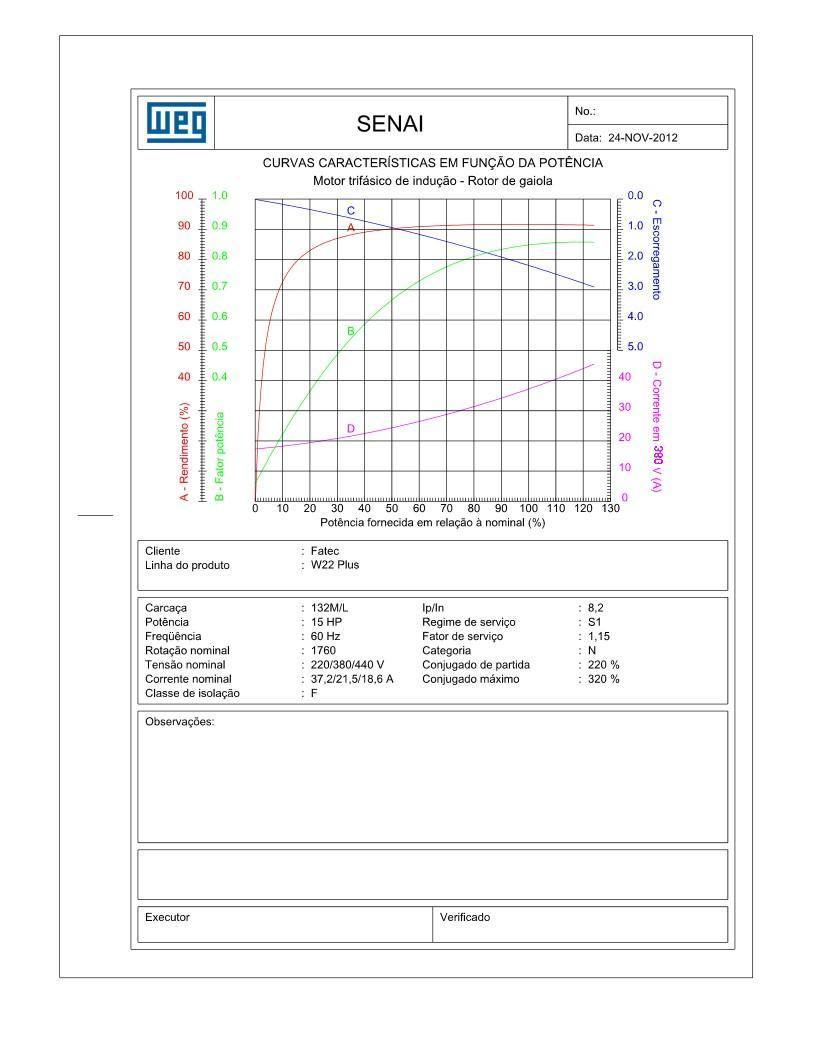 WEG
SENAI
No.:
Data: 24-NOV-2012
CURVAS CARACTERÍSTICAS EM FUNÇÃO DA POTÊNCIA
Motor trifásico de indução - Rotor de gaiola
100 1.0 0.0
90 0.9 1.0
80 0.8 2.0
70 0.7 3.0
60 0.6 4.0
50 0.5 5.0
40 0.4 40
30
20
10
0
A - Rendimento (%)
B - Fator potência
C - Escorregamento
D - Corrente em 380 V (A)
C
A
B
D
0 10 20 30 40 50 60 70 80 90 100 110 120 130
Potência fornecida em relação à nominal (%)
Cliente : Fatec
Linha do produto : W22 Plus
Carcaça : 132M/L Ip/In : 8,2
Potência : 15 HP Regime de serviço : S1
Freqüência : 60 Hz Fator de serviço : 1,15
Rotação nominal : 1760 Categoria : N
Tensão nominal : 220/380/440 V Conjugado de partida : 220 %
Corrente nominal : 37,2/21,5/18,6 A Conjugado máximo : 320 %
Classe de isolação : F
Observações:
Executor Verificado